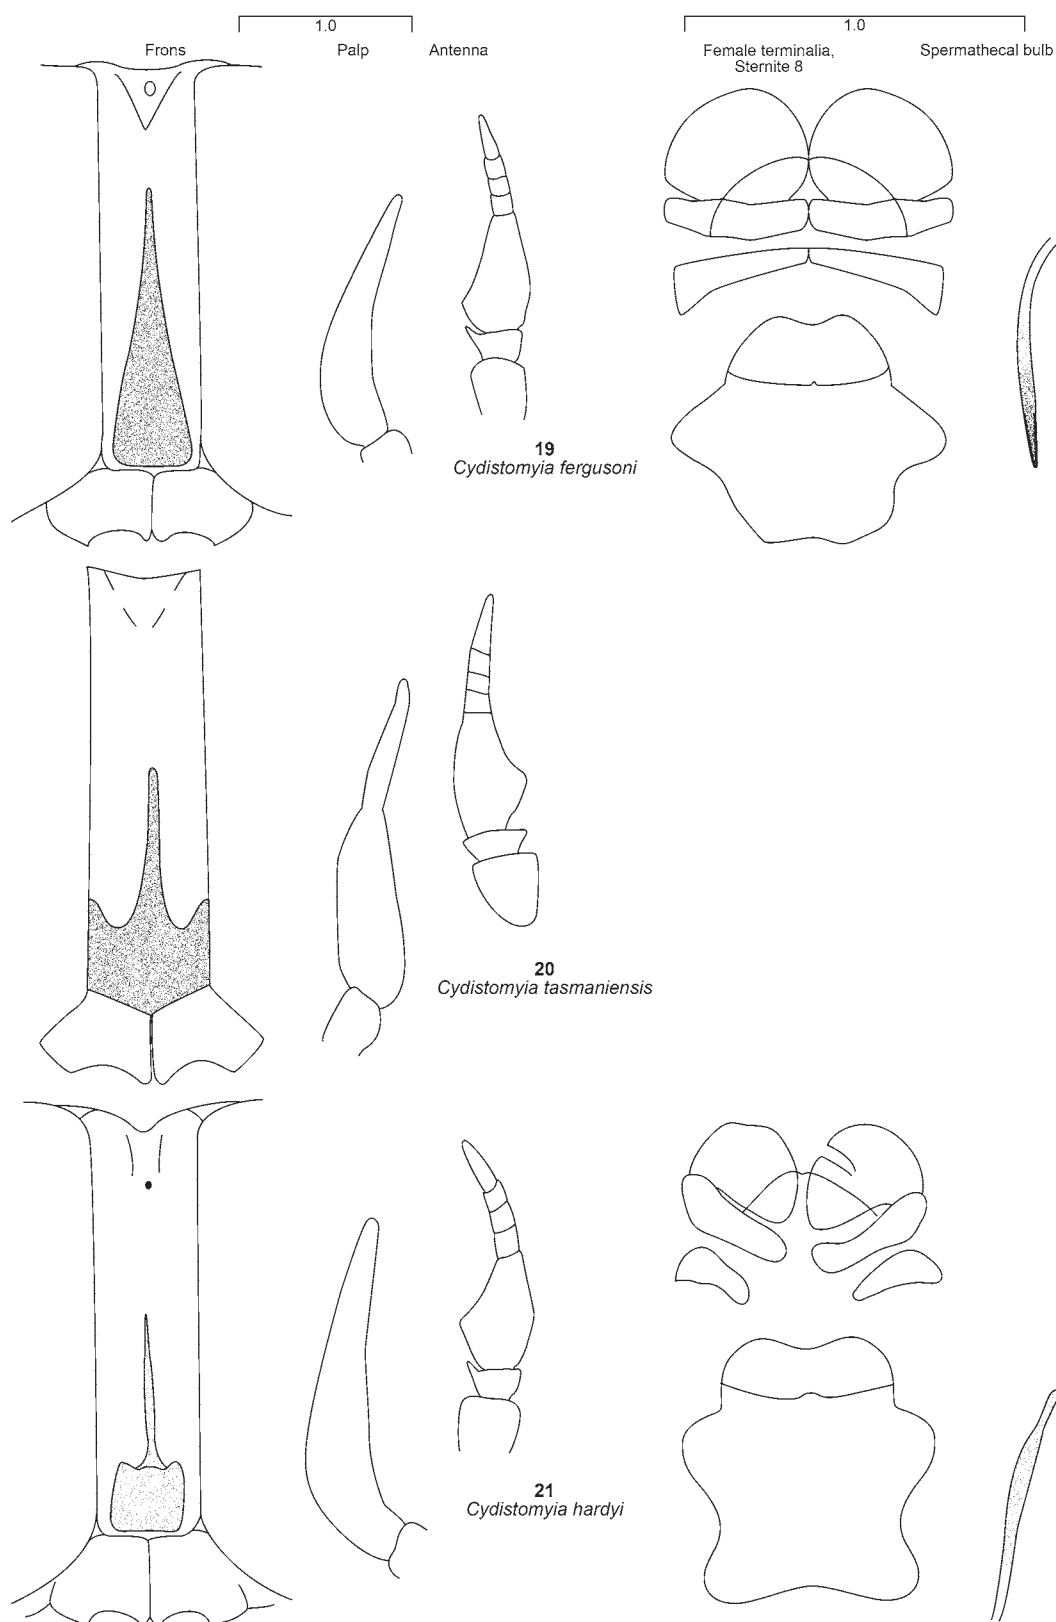 1.0
1.0
Frons
Palp
Antenna
Female terminalia,
Sternite 8
Spermathecal bulb
19
Cydistomyia fergusoni
20
Cydistomyia tasmaniensis
21
Cydistomyia hardyi